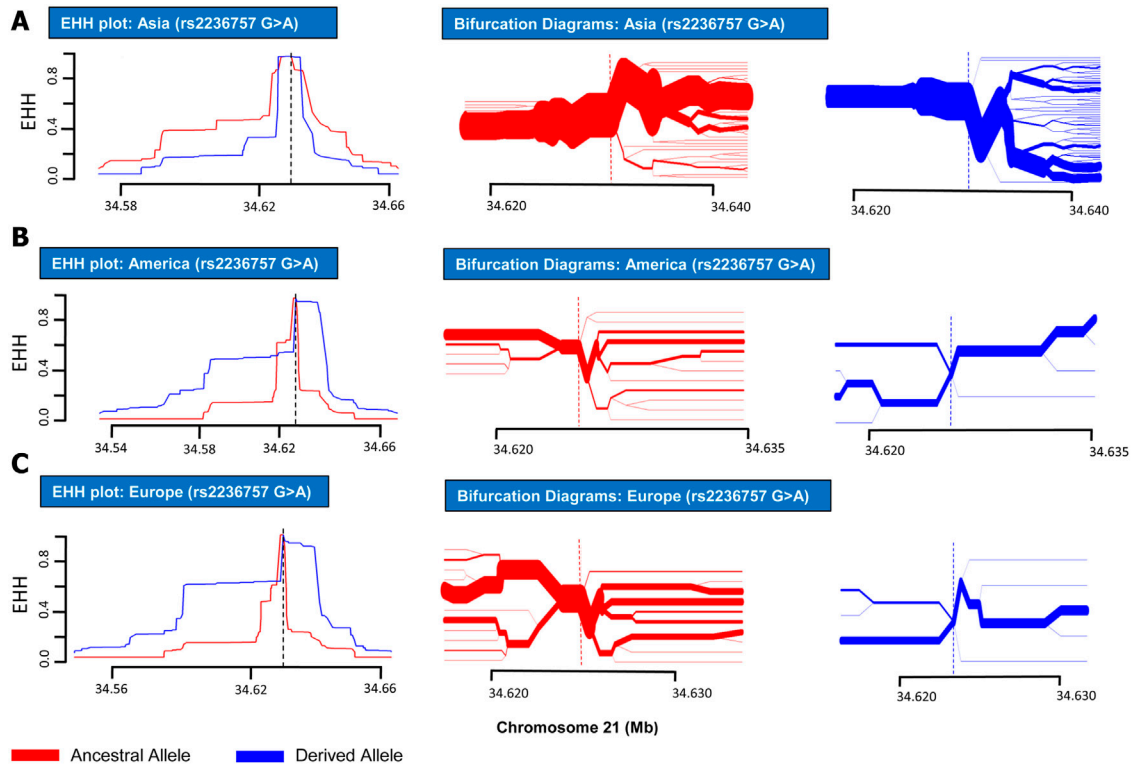 A
EHH plot: Asia (rs2236757 G>A)
Bifurcation Diagrams: Asia (rs2236757 G>A)
EHH
0.8
0.4
0.0
34.58
34.62
34.66
34.620
34.640
34.620
34.640
B
EHH plot: America (rs2236757 G>A)
Bifurcation Diagrams: America (rs2236757 G>A)
EHH
0.8
0.4
0.0
34.54
34.58
34.62
34.66
34.620
34.635
34.620
34.635
C
EHH plot: Europe (rs2236757 G>A)
Bifurcation Diagrams: Europe (rs2236757 G>A)
EHH
0.8
0.4
0.0
34.56
34.62
34.66
34.620
34.630
34.620
34.630
Chromosome 21 (Mb)
Ancestral Allele
Derived Allele